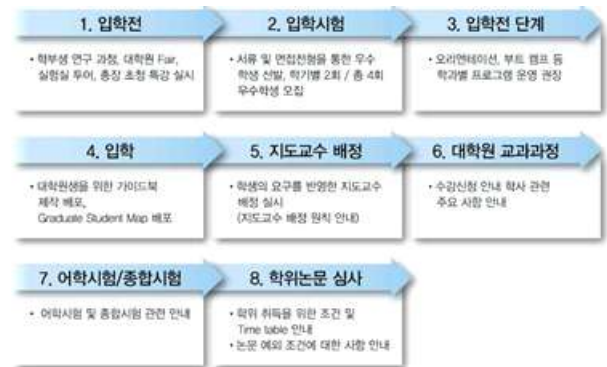 1. 입학전
• 학부생 연구 과정, 대학원 Fair,
실험실 투어, 총장 초청 특강 실시
2. 입학시험
• 서류 및 면접전형을 통한 우수
학생 선발, 학기별 2회 / 총 4회
우수학생 모집
3. 입학전 단계
• 오리엔테이션, 부트 캠프 등
학과별 프로그램 운영 권장
4. 입학
• 대학원생을 위한 가이드북
제작 배포,
Graduate Student Map 배포
5. 지도교수 배정
• 학생의 요구를 반영한 지도교수
배정 실시
(지도교수 배정 원칙 안내)
6. 대학원 교과과정
• 수강신청 안내 학사 관련
주요 사항 안내
7. 어학시험/종합시험
• 어학시험 및 종합시험 관련 안내
8. 학위논문 심사
• 학위 취득을 위한 조건 및
Time table 안내
• 논문 예외 조건에 대한 사항 안내